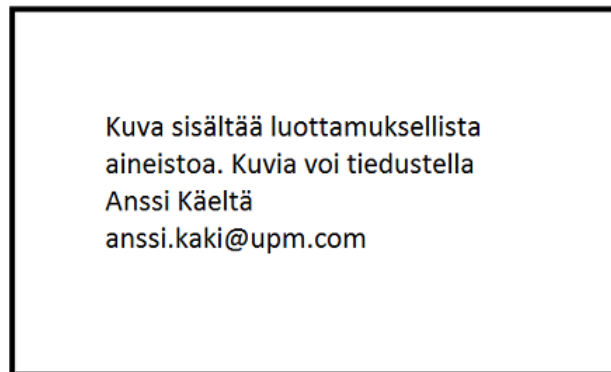 Kuva sisältää luottamuksellista
aineistoa. Kuvia voi tiedustella
Anssi Käeltä
anssi.kaki@upm.com